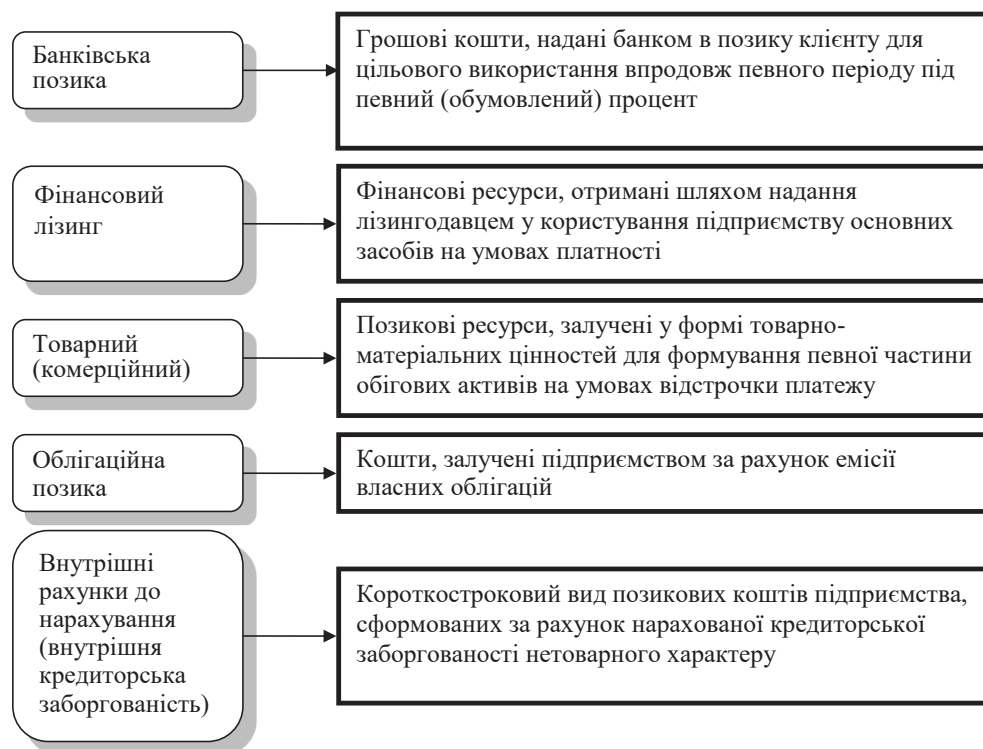 Банківська
позика
Грошові кошти, надані банком в позику клієнту для
цільового використання впродовж певного періоду під
певний (обумовлений) процент
Фінансовий
лізинг
Фінансові ресурси, отримані шляхом надання
лізингодавцем у користування підприємству основних
засобів на умовах платності
Товарний
(комерційний)
Позикові ресурси, залучені у формі товарно-
матеріальних цінностей для формування певної частини
обігових активів на умовах відстрочки платежу
Облігаційна
позика
Кошти, залучені підприємством за рахунок емісії
власних облігацій
Внутрішні
рахунки до
нарахування
(внутрішня
кредиторська
заборгованість)
Короткостроковий вид позикових коштів підприємства,
сформованих за рахунок нарахованої кредиторської
заборгованості нетоварного характеру